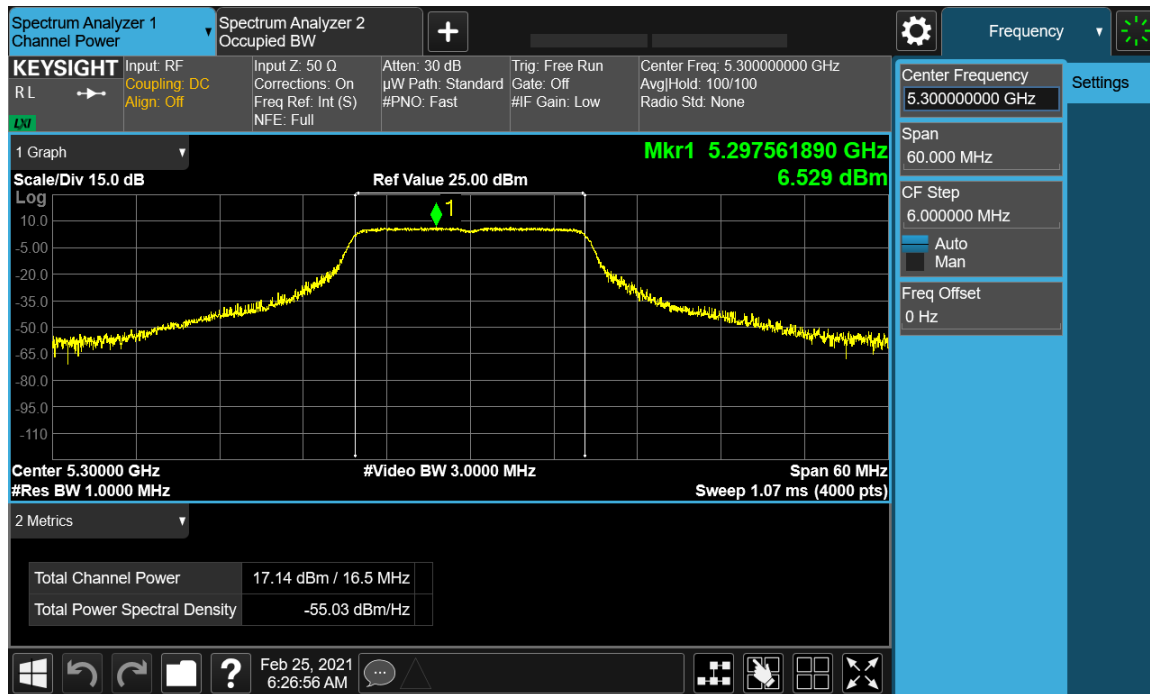 Spectrum Analyzer 1
Channel Power
Spectrum Analyzer 2
Occupied BW
Frequency
KEYSIGHT
R L
LXI
Input: RF
Coupling: DC
Align: Off
Input Z: 50 Ω
Corrections: On
Freq Ref: Int (S)
NFE: Full
Atten: 30 dB
µW Path: Standard
#PNO: Fast
Trig: Free Run
Gate: Off
#IF Gain: Low
Center Freq: 5.300000000 GHz
Avg|Hold: 100/100
Radio Std: None
Center Frequency
5.300000000 GHz
Settings
Span
60.000 MHz
CF Step
6.000000 MHz
Auto
Man
Freq Offset
0 Hz
1 Graph
Mkr1 5.297561890 GHz
6.529 dBm
Scale/Div 15.0 dB
Ref Value 25.00 dBm
Log
1
10.0
-5.00
-20.0
-35.0
-50.0
-65.0
-80.0
-95.0
-110
Center 5.30000 GHz
#Video BW 3.0000 MHz
Span 60 MHz
#Res BW 1.0000 MHz
Sweep 1.07 ms (4000 pts)
2 Metrics
Total Channel Power 17.14 dBm / 16.5 MHz
Total Power Spectral Density -55.03 dBm/Hz
?
Feb 25, 2021
6:26:56 AM